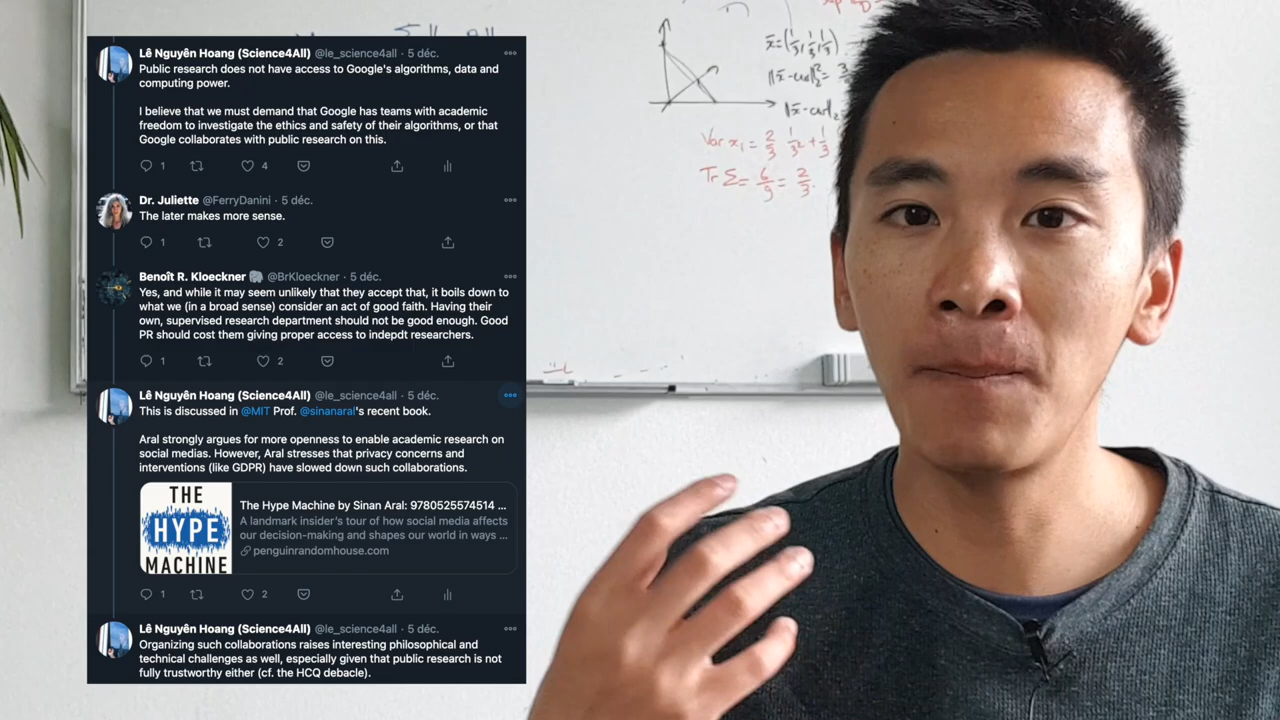 Lê Nguyên Hoang (Science4All) @le_science4all · 5 déc.
Public research does not have access to Google's algorithms, data and
computing power.
I believe that we must demand that Google has teams with academic
freedom to investigate the ethics and safety of their algorithms, or that
Google collaborates with public research on this.
1 4
Dr. Juliette @FerryDanini · 5 déc.
The later makes more sense.
1 2
Benoît R. Kloeckner @BrKloeckner · 5 déc.
Yes, and while it may seem unlikely that they accept that, it boils down to
what we (in a broad sense) consider an act of good faith. Having their
own, supervised research department should not be good enough. Good
PR should cost them giving proper access to indepdt researchers.
1 2
Lê Nguyên Hoang (Science4All) @le_science4all · 5 déc.
This is discussed in @MIT Prof. @sinanaral's recent book.
Aral strongly argues for more openness to enable academic research on
social medias. However, Aral stresses that privacy concerns and
interventions (like GDPR) have slowed down such collaborations.
THE
HYPE
MACHINE
The Hype Machine by Sinan Aral: 9780525574514 ...
A landmark insider's tour of how social media affects
our decision-making and shapes our world in ways ...
penguinrandomhouse.com
1 2
Lê Nguyên Hoang (Science4All) @le_science4all · 5 déc.
Organizing such collaborations raises interesting philosophical and
technical challenges as well, especially given that public research is not
fully trustworthy either (cf. the HCQ debacle).
x̄=(1/3,1/3,1/3)
Var x₁ = 2/3 1/3² + 1/3
Tr Σ = 6/9 = 2/3.